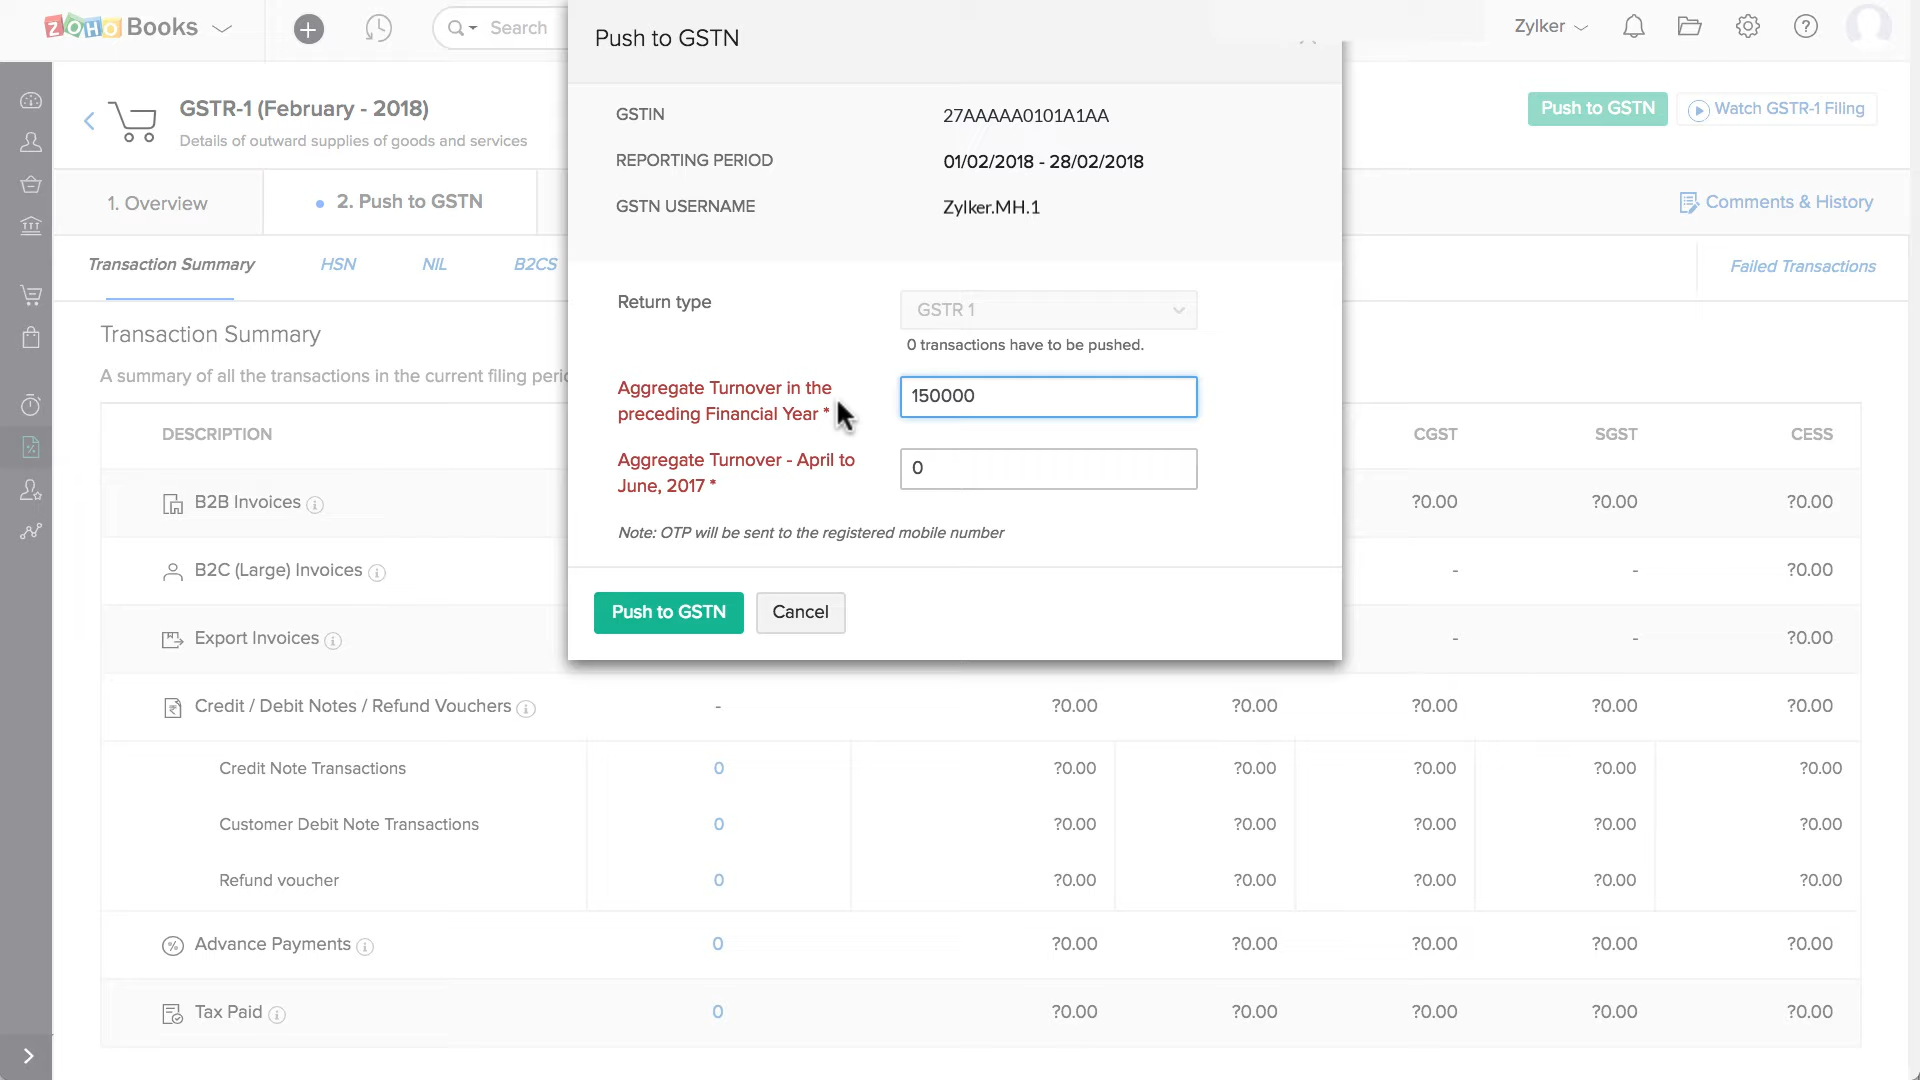 ZOHO Books
Search
Zylker
GSTR-1 (February - 2018)
Details of outward supplies of goods and services
Push to GSTN
Watch GSTR-1 Filing
1. Overview
2. Push to GSTN
Comments & History
Transaction Summary
HSN
NIL
B2CS
Failed Transactions
Transaction Summary
A summary of all the transactions in the current filing
DESCRIPTION
CGST
SGST
CESS
B2B Invoices
?0.00
?0.00
?0.00
B2C (Large) Invoices
-
-
?0.00
Export Invoices
-
-
?0.00
Credit / Debit Notes / Refund Vouchers
-
?0.00
?0.00
?0.00
?0.00
?0.00
Credit Note Transactions
0
?0.00
?0.00
?0.00
?0.00
?0.00
Customer Debit Note Transactions
0
?0.00
?0.00
?0.00
?0.00
?0.00
Refund voucher
0
?0.00
?0.00
?0.00
?0.00
?0.00
Advance Payments
0
?0.00
?0.00
?0.00
?0.00
?0.00
Tax Paid
0
?0.00
?0.00
?0.00
?0.00
?0.00
Push to GSTN
GSTIN
27AAAAA0101A1AA
REPORTING PERIOD
01/02/2018 - 28/02/2018
GSTN USERNAME
Zylker.MH.1
Return type
GSTR 1
0 transactions have to be pushed.
Aggregate Turnover in the
preceding Financial Year *
150000
Aggregate Turnover - April to
June, 2017 *
0
Note: OTP will be sent to the registered mobile number
Push to GSTN
Cancel